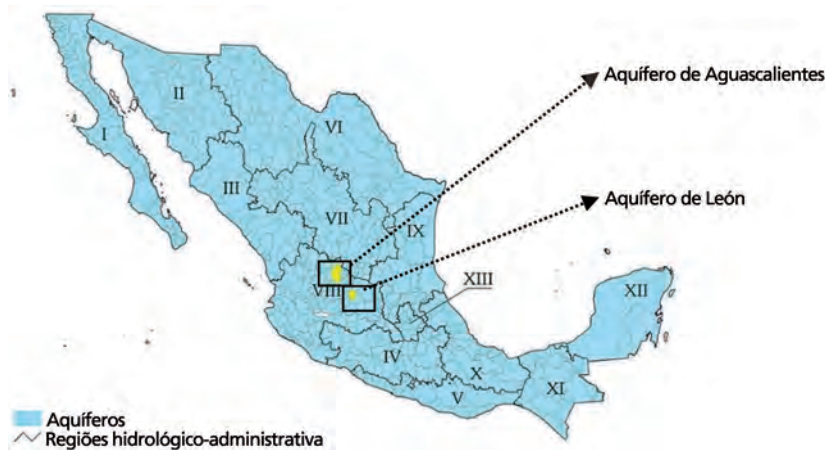 II
Aquífero de Aguascalientes
I
VI
III
Aquífero de León
VII
IX
XIII
VIII
XII
IV
X
V
XI
Aquíferos
Regiões hidrológico-administrativa